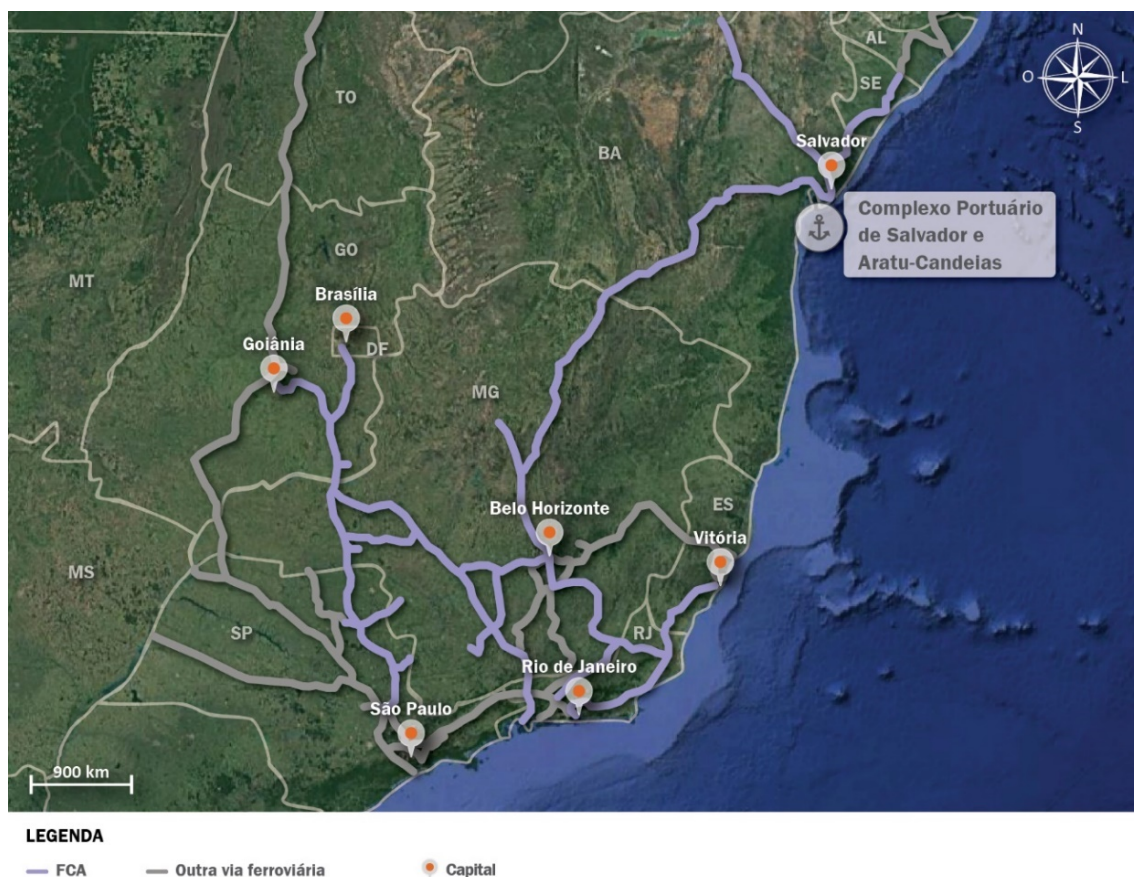 N
O
L
S
AL
SE
TO
BA
Salvador
Complexo Portuário
de Salvador e
Aratu-Candeias
MT
GO
Brasília
DF
Goiânia
MG
Belo Horizonte
ES
Vitória
MS
SP
RJ
Rio de Janeiro
São Paulo
900 km
LEGENDA
FCA
Outra via ferroviária
Capital